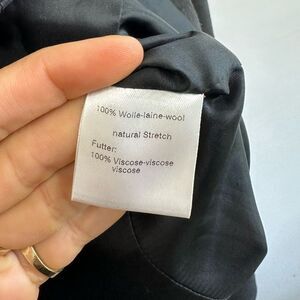 100% Wolle-laine-wool
natural Stretch
Futter:
100% Viscose-viscose
viscose